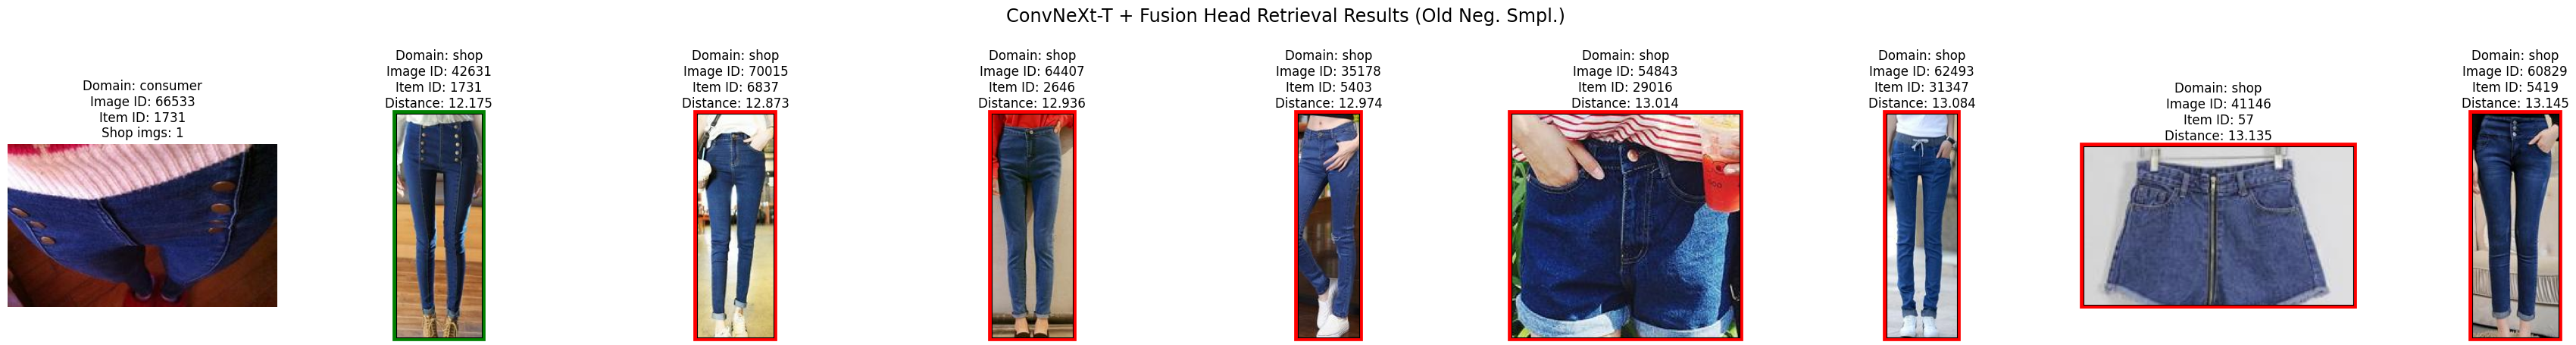 ConvNeXt-T + Fusion Head Retrieval Results (Old Neg. Smpl.)
Domain: consumer
Image ID: 66533
Item ID: 1731
Shop imgs: 1
Domain: shop
Image ID: 42631
Item ID: 1731
Distance: 12.175
Domain: shop
Image ID: 70015
Item ID: 6837
Distance: 12.873
Domain: shop
Image ID: 64407
Item ID: 2646
Distance: 12.936
Domain: shop
Image ID: 35178
Item ID: 5403
Distance: 12.974
Domain: shop
Image ID: 54843
Item ID: 29016
Distance: 13.014
Domain: shop
Image ID: 62493
Item ID: 31347
Distance: 13.084
Domain: shop
Image ID: 41146
Item ID: 57
Distance: 13.135
Domain: shop
Image ID: 60829
Item ID: 5419
Distance: 13.145